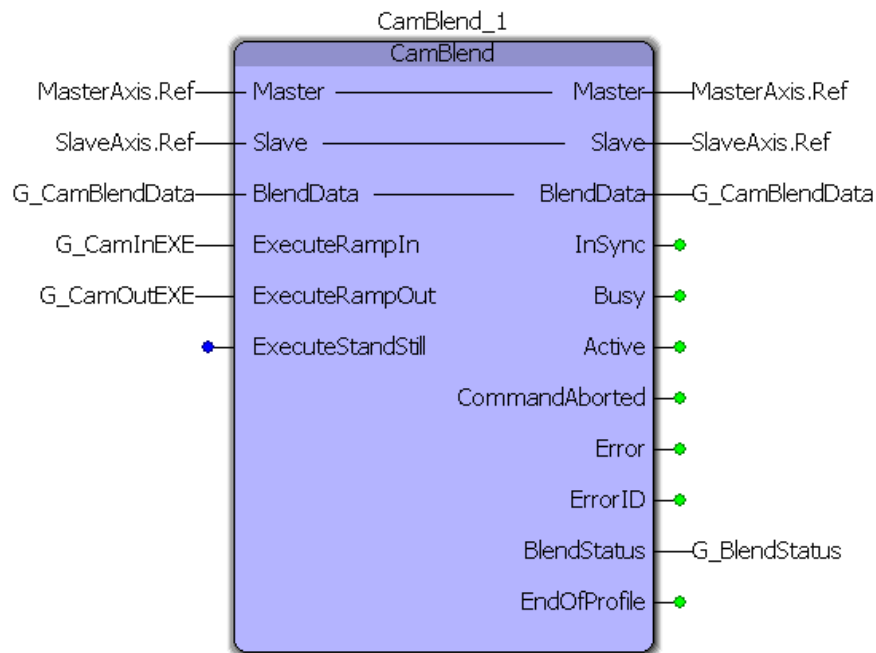 CamBlend_1
CamBlend
MasterAxis.Ref Master Master MasterAxis.Ref
SlaveAxis.Ref Slave Slave SlaveAxis.Ref
G_CamBlendData BlendData BlendData G_CamBlendData
G_CamInEXE ExecuteRampIn InSync
G_CamOutEXE ExecuteRampOut Busy
ExecuteStandStill Active
CommandAborted
Error
ErrorID
BlendStatus G_BlendStatus
EndOfProfile